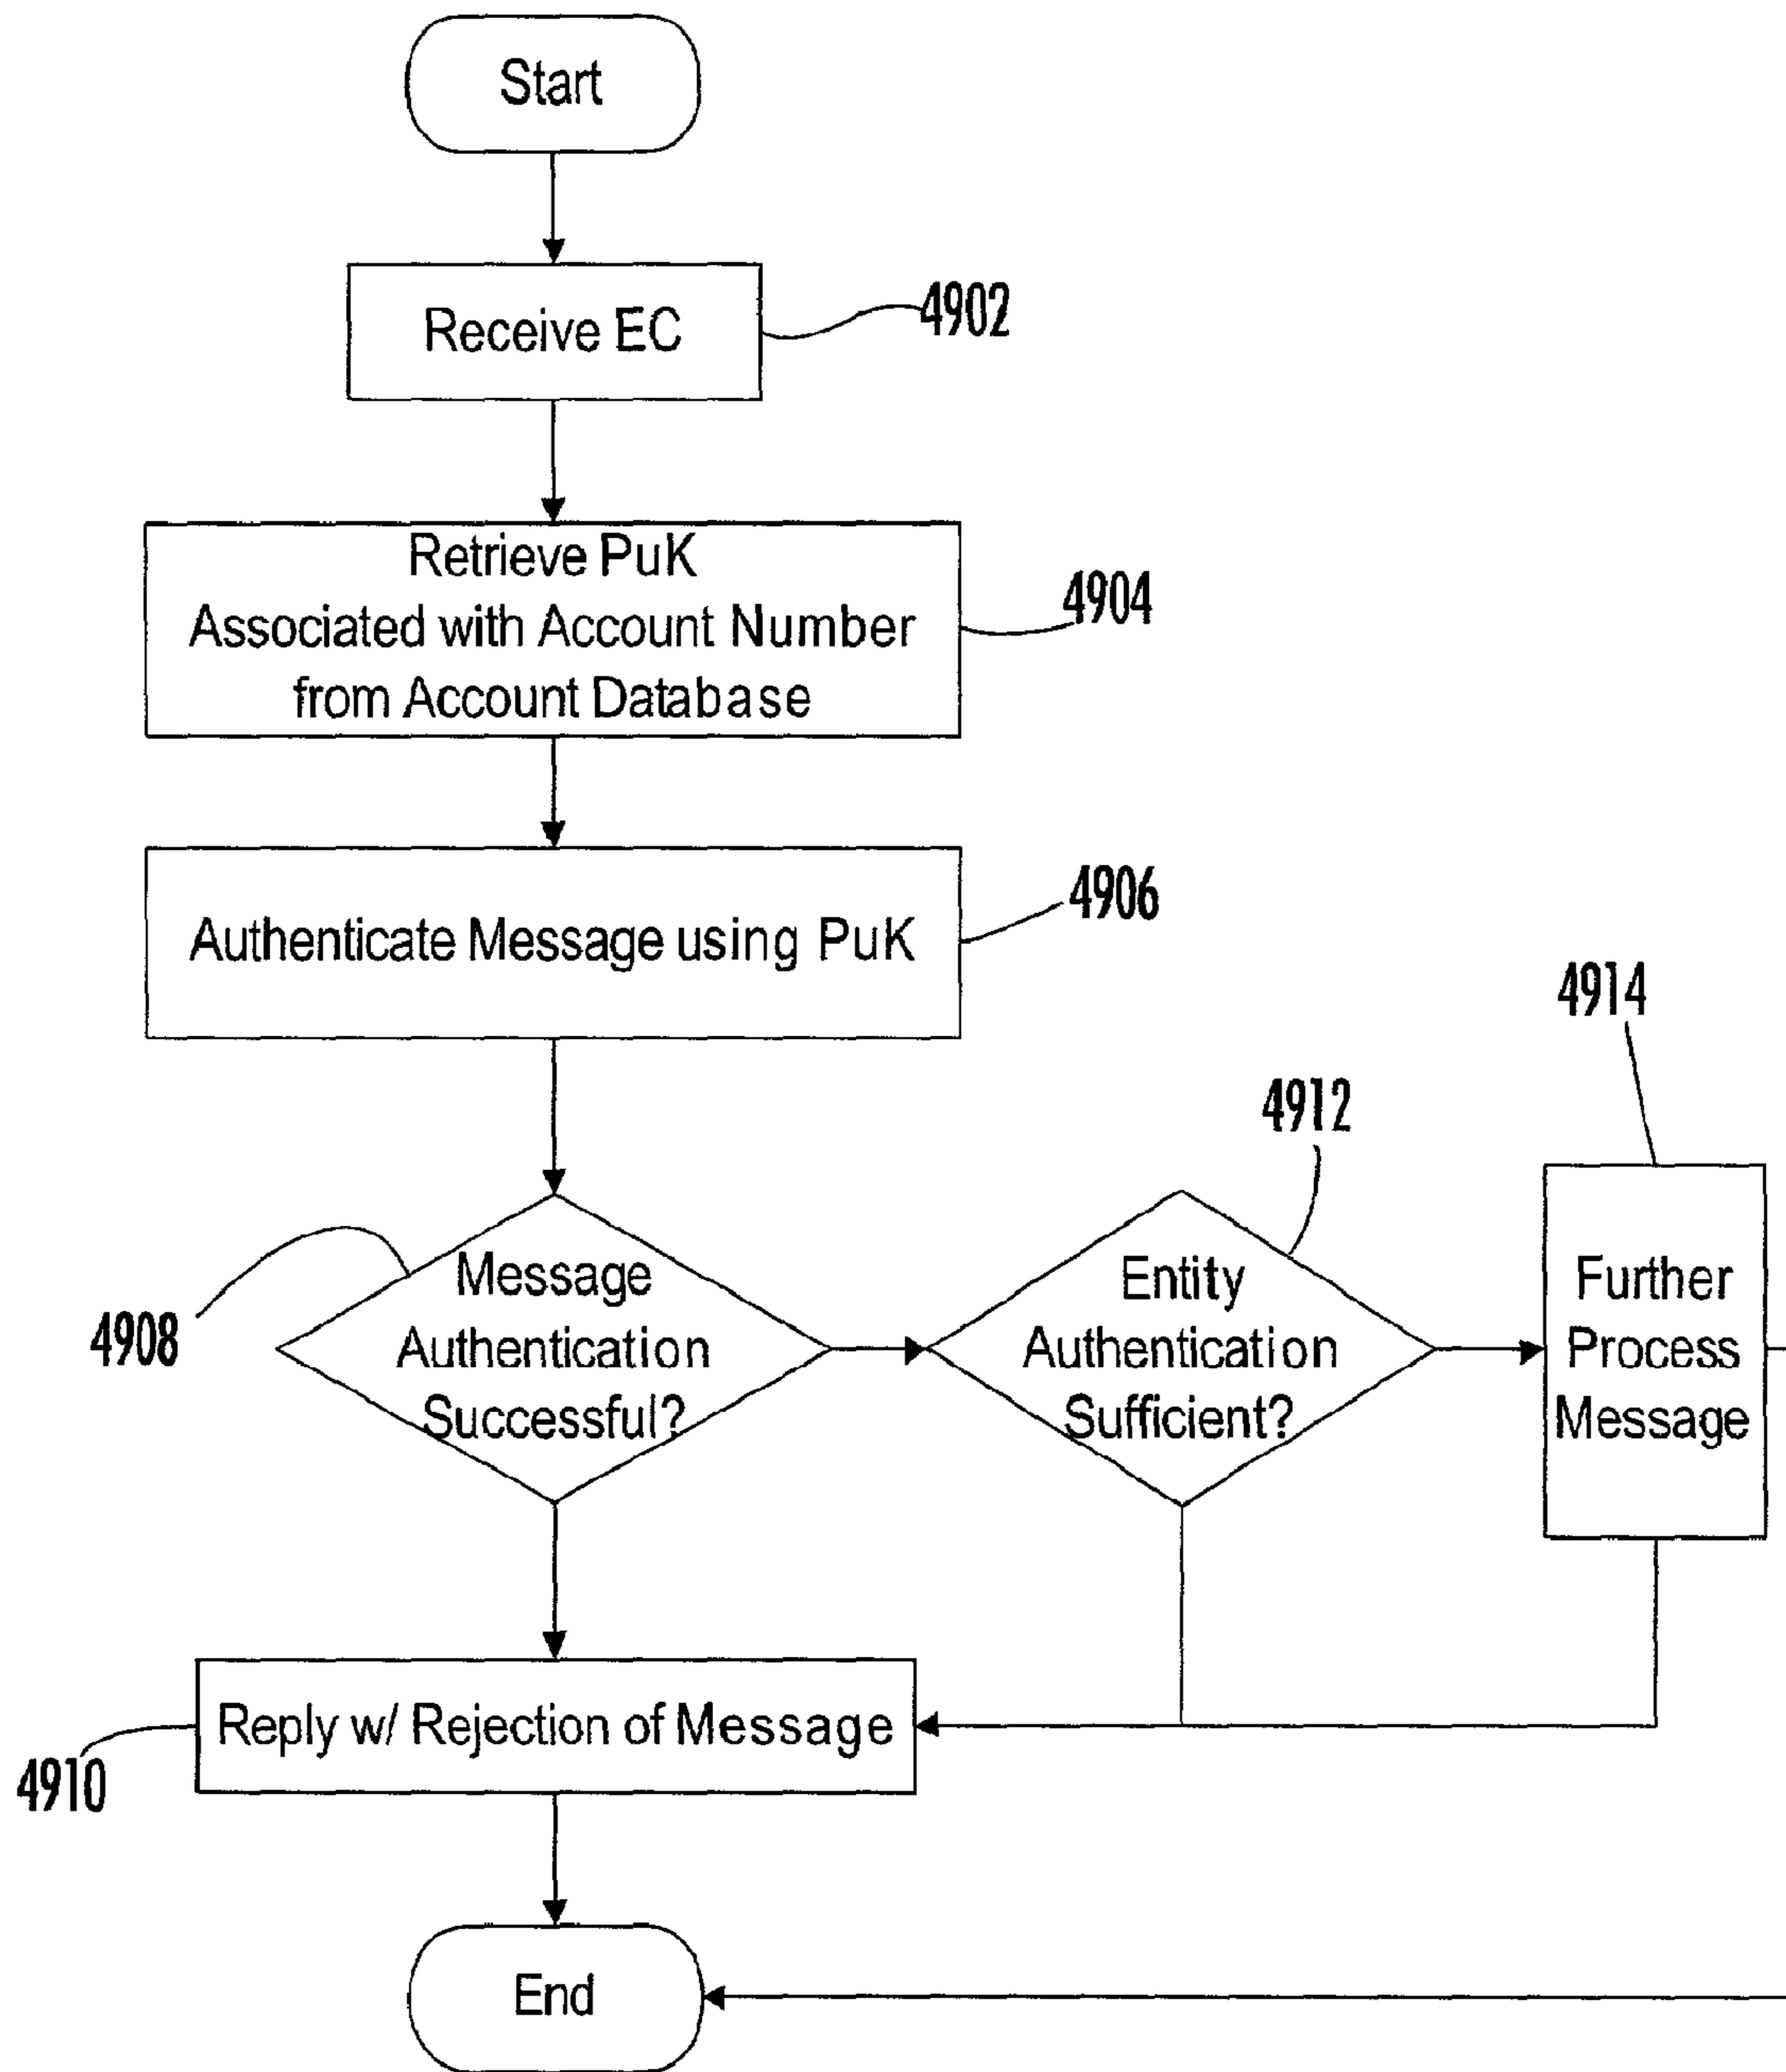 Start
Receive EC
4902
Retrieve PuK
Associated with Account Number
from Account Database
4904
Authenticate Message using PuK
4906
4914
4912
Message
Authentication
Successful?
4908
Entity
Authentication
Sufficient?
Further
Process
Message
Reply w/ Rejection of Message
4910
End